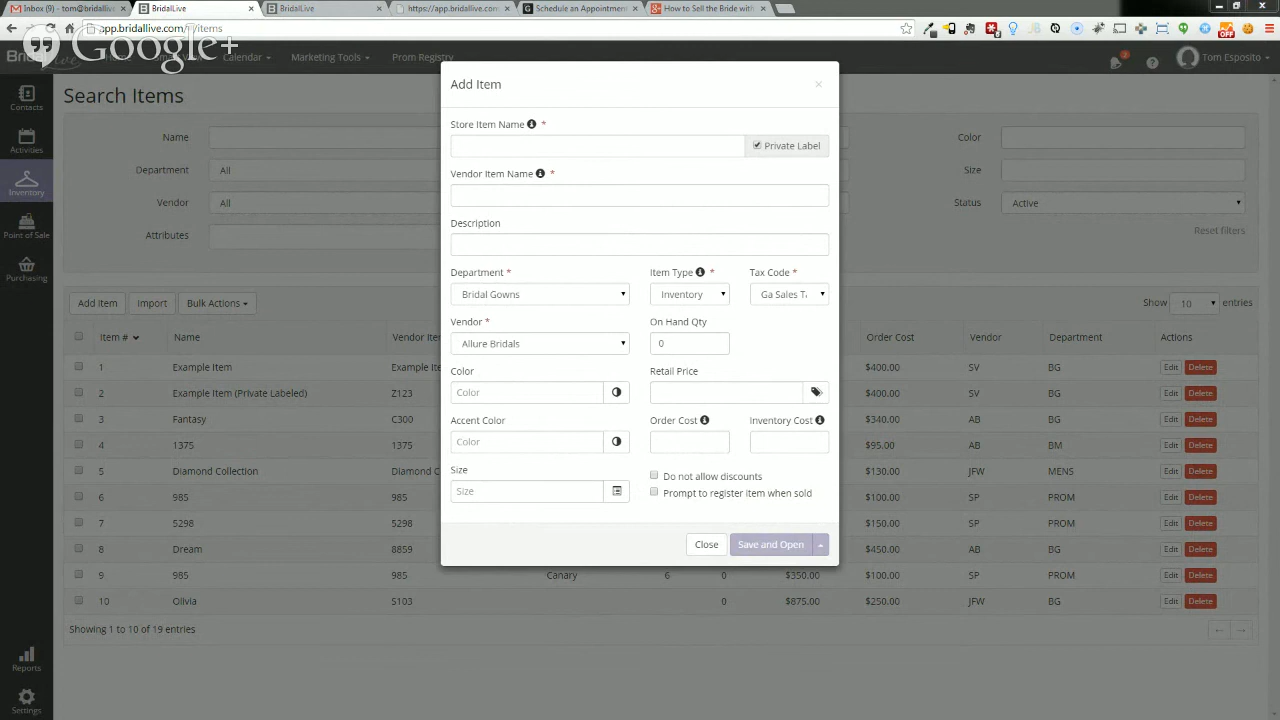 Inbox (9) - tom@bridalliv × BridalLive × BridalLive × https://app.bridallive.com × Schedule an Appointment × How to Sell the Bride with ×
app.bridallive.com/#/items
Google+
Calendar Marketing Tools Prom Registry 3 Tom Esposito
Search Items
Contacts
Activities
Inventory
Point of Sale
Purchasing
Reports
Settings
Name Color
Department All Size
Vendor All Status Active
Attributes Reset filters
Add Item Import Bulk Actions Show 10 entries
Item # Name Vendor Item Order Cost Vendor Department Actions
1 Example Item Example Ite $400.00 SV BG Edit Delete
2 Example Item (Private Labeled) Z123 $400.00 SV BG Edit Delete
3 Fantasy C300 $340.00 AB BG Edit Delete
4 1375 1375 $95.00 AB BM Edit Delete
5 Diamond Collection Diamond C $130.00 JFW MENS Edit Delete
6 985 985 $100.00 SP PROM Edit Delete
7 5298 5298 $150.00 SP PROM Edit Delete
8 Dream 8859 $450.00 AB BG Edit Delete
9 985 985 Canary 6 0 $350.00 $100.00 SP PROM Edit Delete
10 Olivia S103 0 $875.00 $250.00 JFW BG Edit Delete
Showing 1 to 10 of 19 entries ← →
Add Item ×
Store Item Name *
Private Label
Vendor Item Name *
Description
Department * Item Type * Tax Code *
Bridal Gowns Inventory Ga Sales Ta
Vendor * On Hand Qty
Allure Bridals 0
Color Retail Price
Color
Accent Color Order Cost Inventory Cost
Color
Size Do not allow discounts
Size Prompt to register item when sold
Close Save and Open